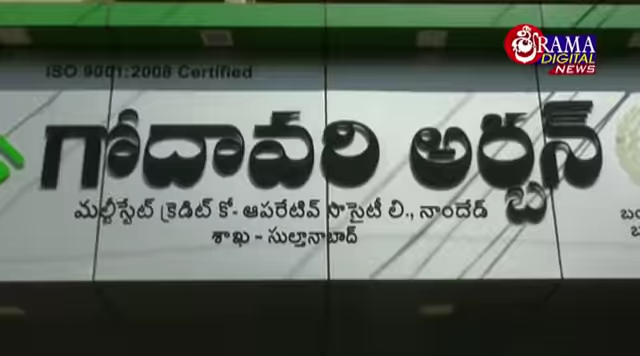 శ్రీRAMA
DIGITAL
NEWS
ISO 9001:2008 Certified
గోదావరి అర్బన్
మల్టీస్టేట్ క్రెడిట్ కో- ఆపరేటివ్ సొసైటీ లి., నాందేడ్
శాఖ - సుల్తానాబాద్